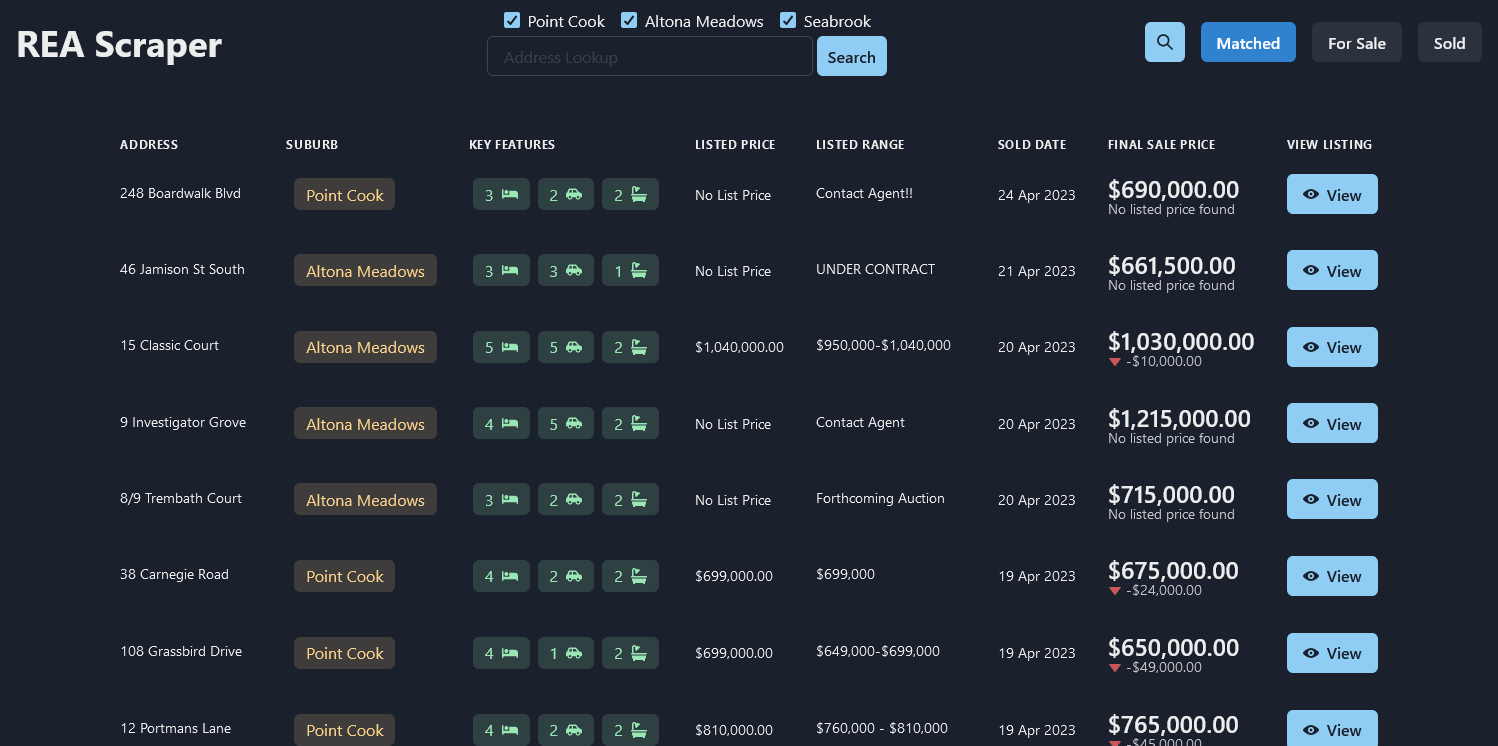 Point Cook Altona Meadows Seabrook
REA Scraper
Address Lookup Search
Matched For Sale Sold
ADDRESS SUBURB KEY FEATURES LISTED PRICE LISTED RANGE SOLD DATE FINAL SALE PRICE VIEW LISTING
248 Boardwalk Blvd Point Cook 3 2 2 No List Price Contact Agent!! 24 Apr 2023 $690,000.00 View
No listed price found
46 Jamison St South Altona Meadows 3 3 1 No List Price UNDER CONTRACT 21 Apr 2023 $661,500.00 View
No listed price found
15 Classic Court Altona Meadows 5 5 2 $1,040,000.00 $950,000-$1,040,000 20 Apr 2023 $1,030,000.00 View
-$10,000.00
9 Investigator Grove Altona Meadows 4 5 2 No List Price Contact Agent 20 Apr 2023 $1,215,000.00 View
No listed price found
8/9 Trembath Court Altona Meadows 3 2 2 No List Price Forthcoming Auction 20 Apr 2023 $715,000.00 View
No listed price found
38 Carnegie Road Point Cook 4 2 2 $699,000.00 $699,000 19 Apr 2023 $675,000.00 View
-$24,000.00
108 Grassbird Drive Point Cook 4 1 2 $699,000.00 $649,000-$699,000 19 Apr 2023 $650,000.00 View
-$49,000.00
12 Portmans Lane Point Cook 4 2 2 $810,000.00 $760,000 - $810,000 19 Apr 2023 $765,000.00 View
-$45,000.00